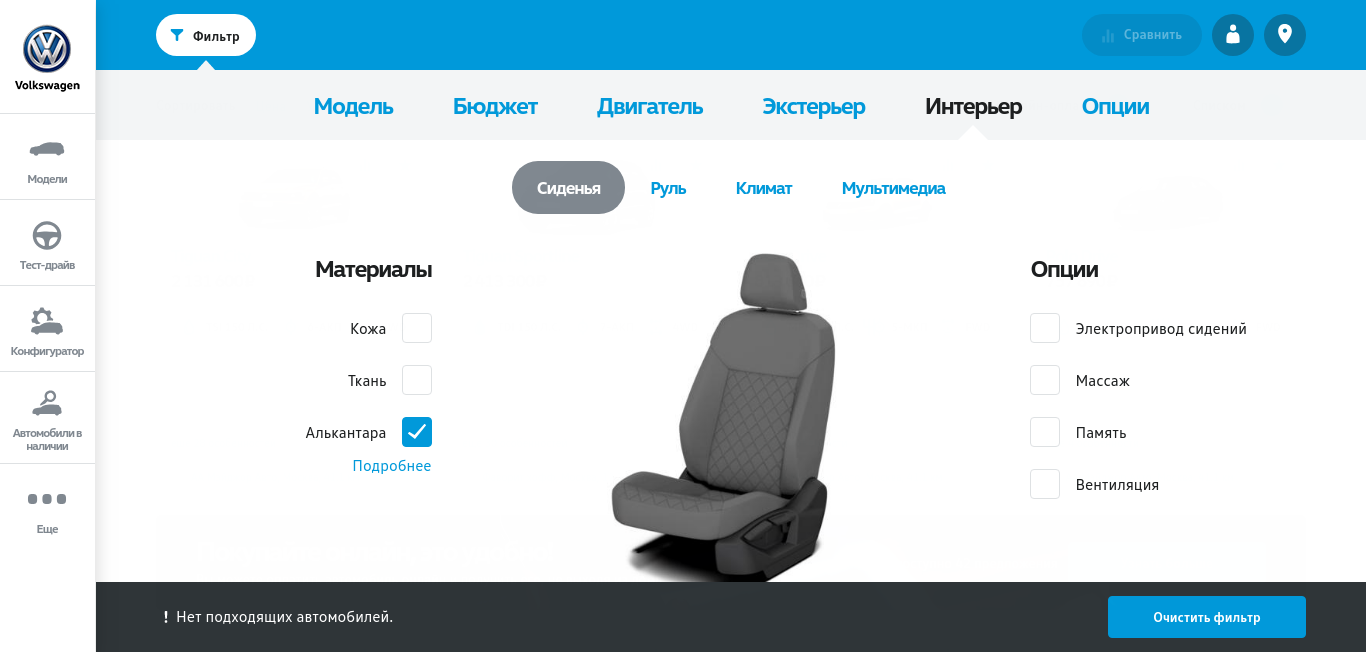 Фильтр
Сравнить
Volkswagen
Модель
Бюджет
Двигатель
Экстерьер
Интерьер
Опции
Модели
Тест-драйв
Конфигуратор
Автомобили в
наличии
Еще
Сиденья
Руль
Климат
Мультимедиа
Материалы
Кожа
Ткань
Алькантара
Подробнее
Опции
Электропривод сидений
Массаж
Память
Вентиляция
! Нет подходящих автомобилей.
Очистить фильтр